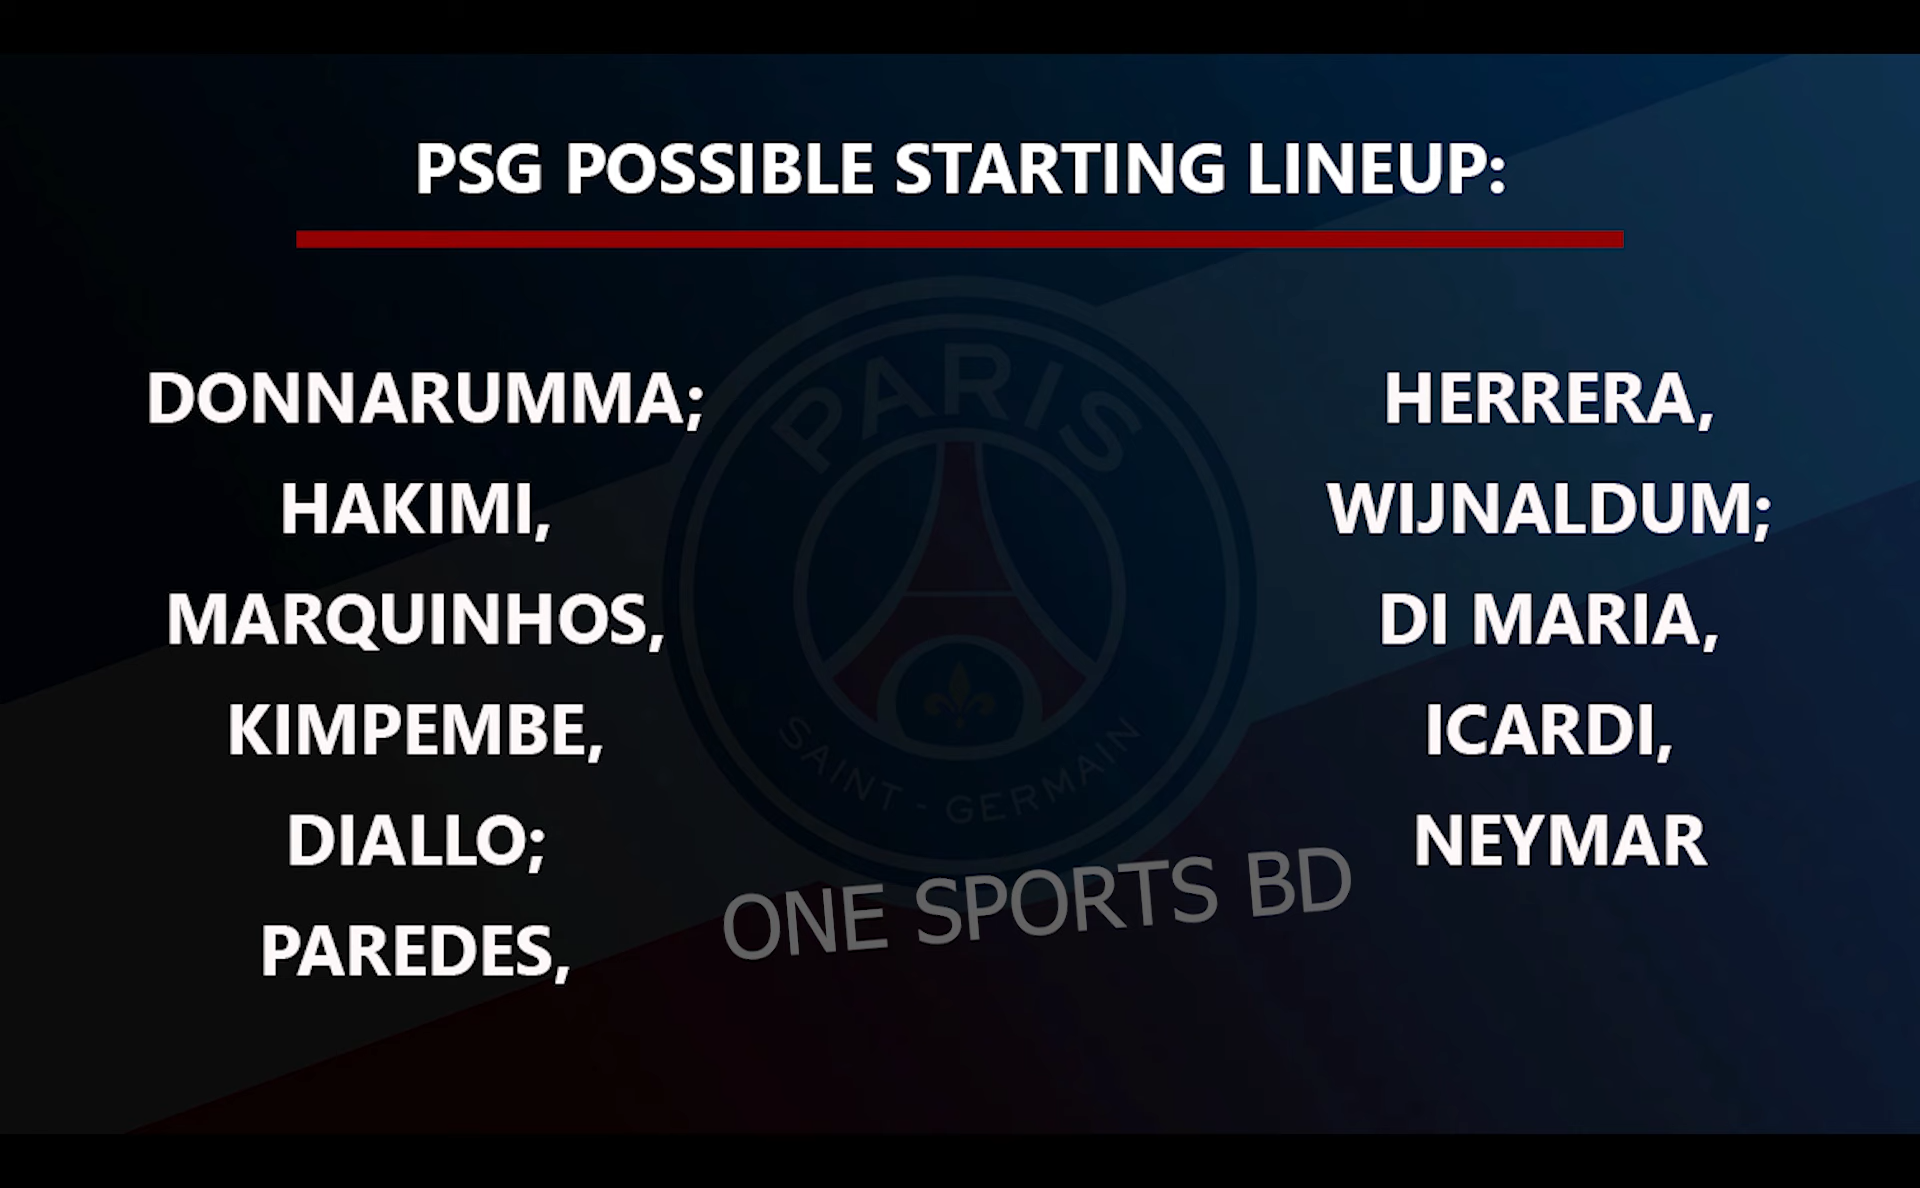 PSG POSSIBLE STARTING LINEUP:
DONNARUMMA;
HAKIMI,
MARQUINHOS,
KIMPEMBE,
DIALLO;
PAREDES,
HERRERA,
WIJNALDUM;
DI MARIA,
ICARDI,
NEYMAR
PARIS
SAINT-GERMAIN
ONE SPORTS BD